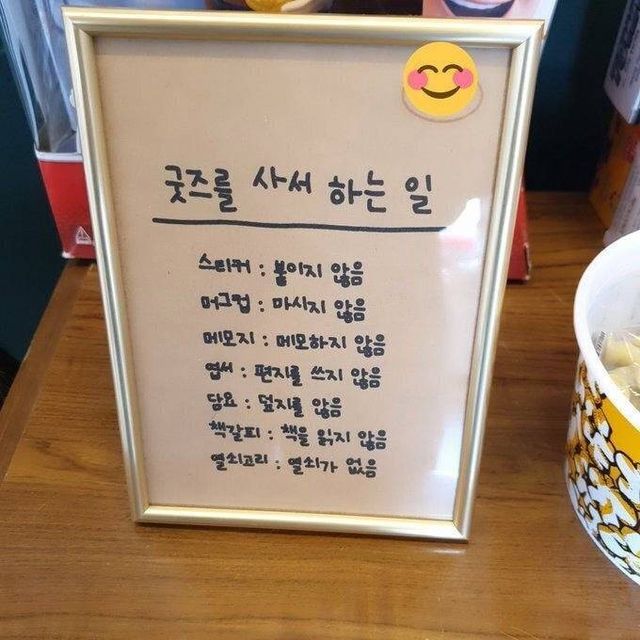 굿즈를 사서 하는 일
스티커 : 붙이지 않음
머그컵 : 마시지 않음
메모지 : 메모하지 않음
엽서 : 편지를 쓰지 않음
담요 : 덮지를 않음
책갈피 : 책을 읽지 않음
열쇠고리 : 열쇠가 없음